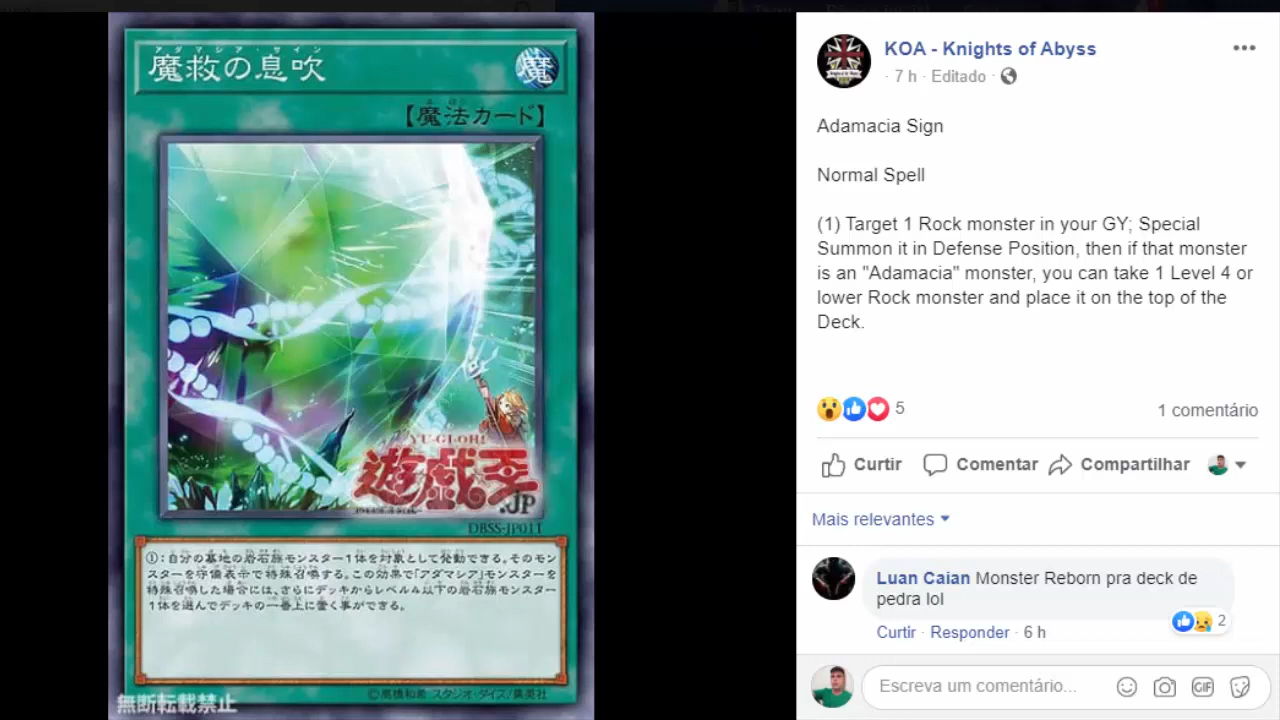 アダマシア・サイン
魔救の息吹
魔
【魔法カード】
YU-GI-OH!
遊戯王
.JP
DBSS-JP011
①：自分の墓地の岩石族モンスター1体を対象として発動できる。そのモン
スターを守備表示で特殊召喚する。この効果で「アダマシア」モンスターを
特殊召喚した場合には、さらにデッキからレベル4以下の岩石族モンスター
1体を選んでデッキの一番上に置く事ができる。
©高橋和希 スタジオ・ダイス/集英社
無断転載禁止
KOA - Knights of Abyss
· 7 h · Editado ·
Adamacia Sign
Normal Spell
(1) Target 1 Rock monster in your GY; Special
Summon it in Defense Position, then if that monster
is an "Adamacia" monster, you can take 1 Level 4 or
lower Rock monster and place it on the top of the
Deck.
5
1 comentário
Curtir Comentar Compartilhar
Mais relevantes
Luan Caian Monster Reborn pra deck de
pedra lol
2
Curtir · Responder · 6 h
Escreva um comentário...
GIF